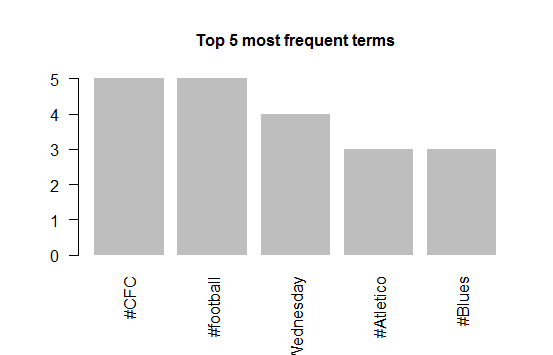 Top 5 most frequent terms
5
4
3
2
1
0
#CFC
#football
Wednesday
#Atletico
#Blues